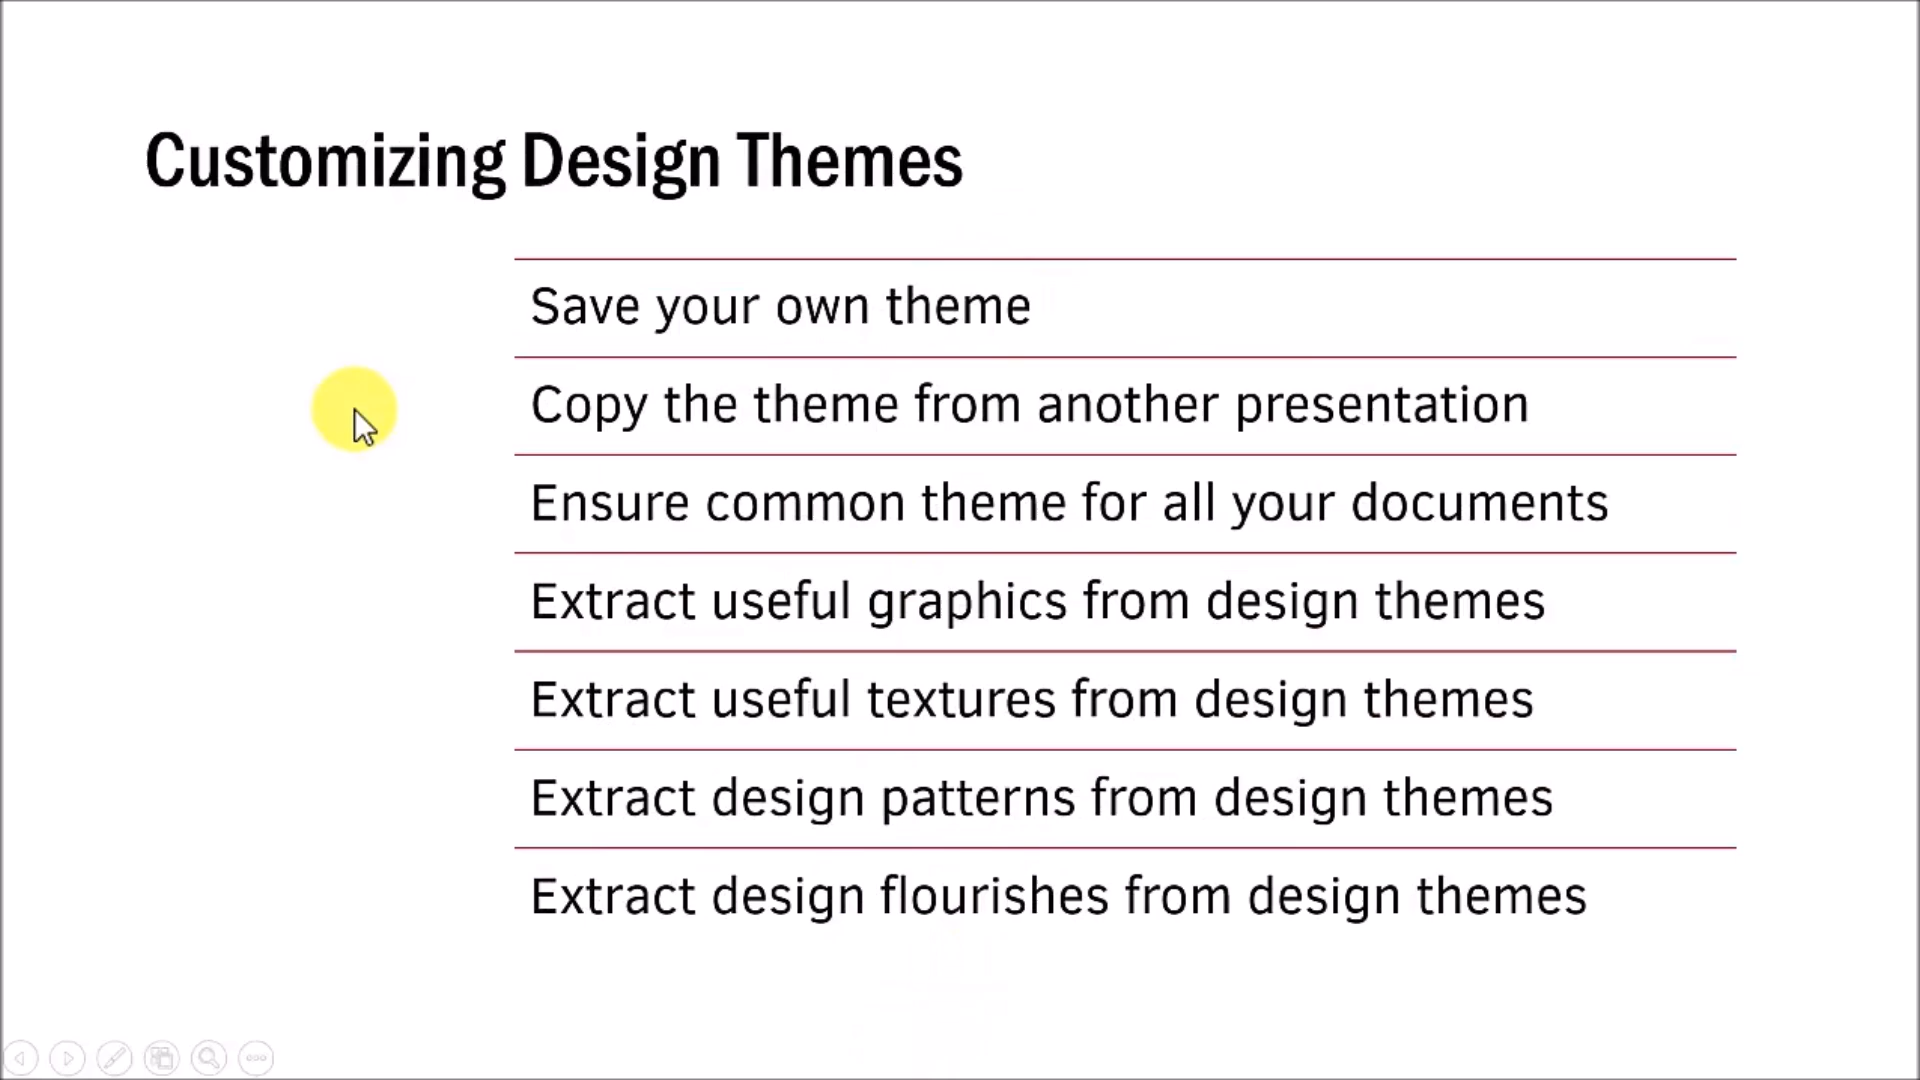 Customizing Design Themes
Save your own theme
Copy the theme from another presentation
Ensure common theme for all your documents
Extract useful graphics from design themes
Extract useful textures from design themes
Extract design patterns from design themes
Extract design flourishes from design themes